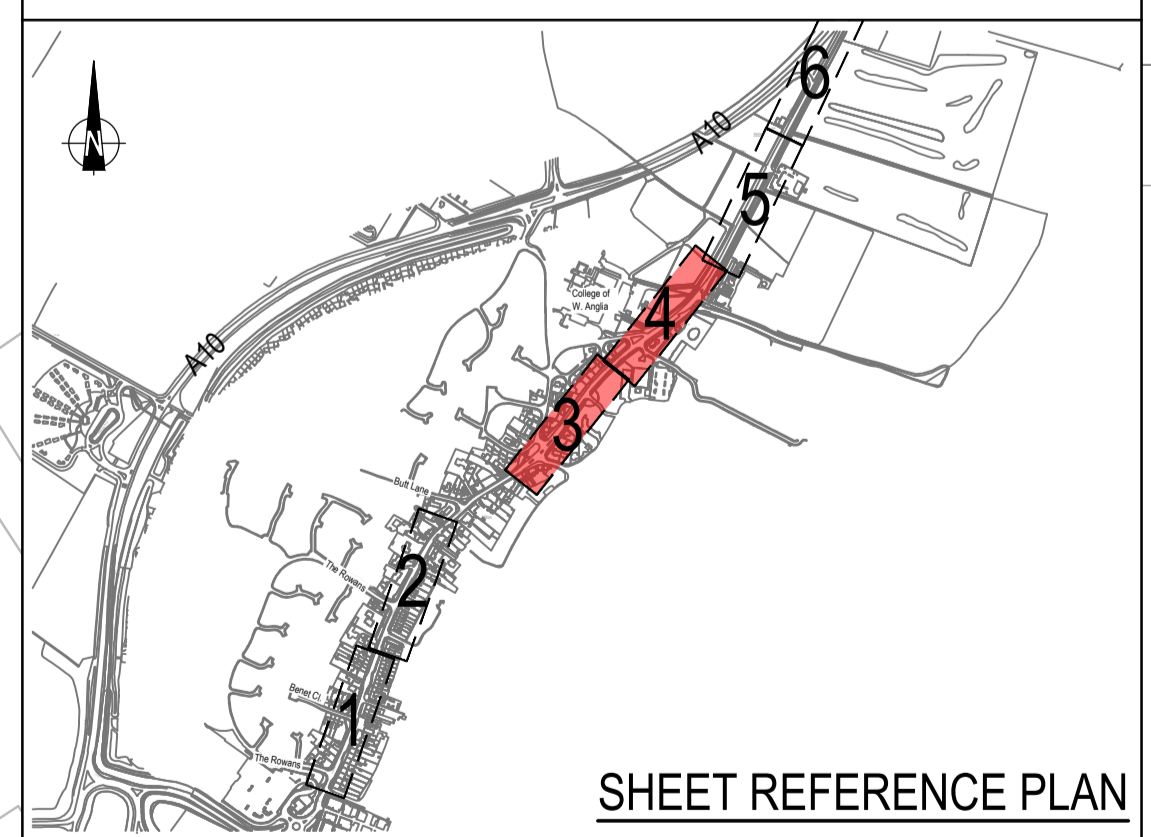 6
A10
N
5
College of
W. Anglia
4
A10
3
Butt Lane
2
The Rowans
Benet Cl.
1
The Rowans
SHEET REFERENCE PLAN